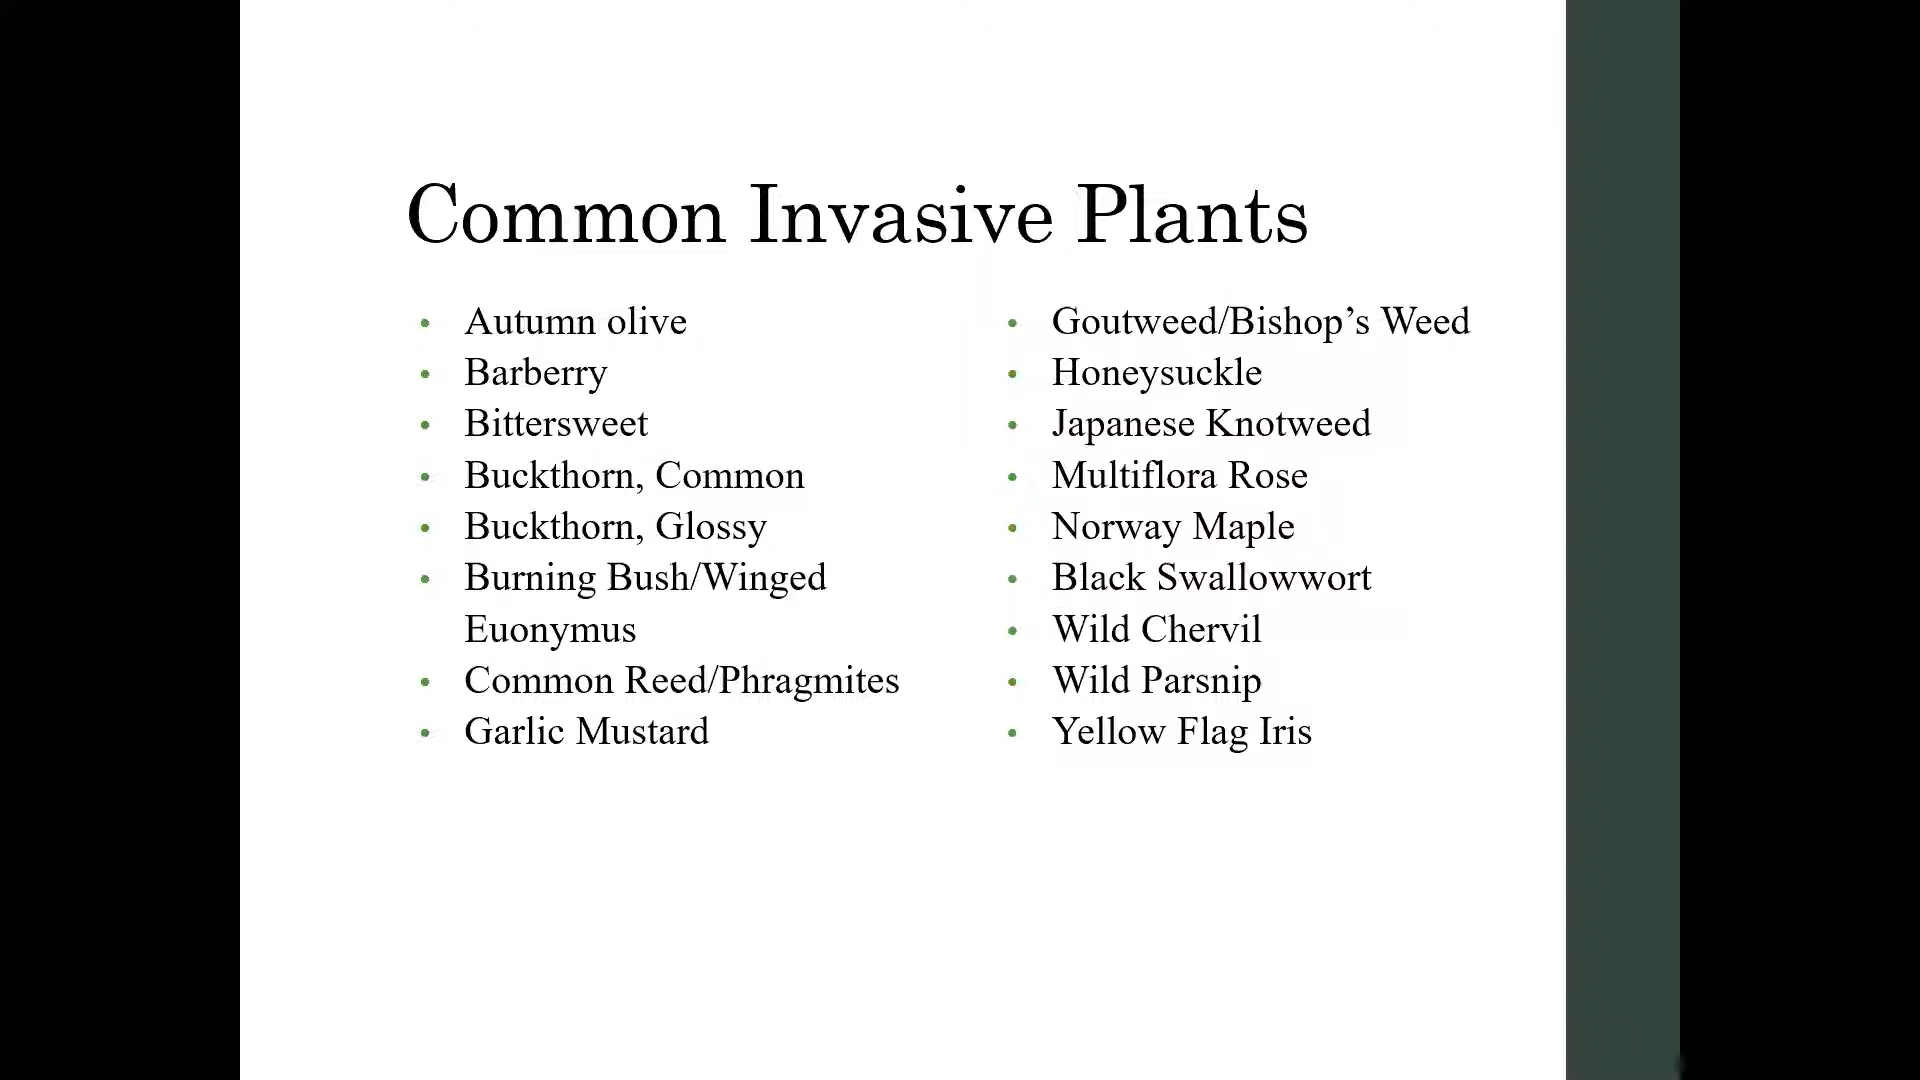 Common Invasive Plants
• Autumn olive
• Barberry
• Bittersweet
• Buckthorn, Common
• Buckthorn, Glossy
• Burning Bush/Winged
Euonymus
• Common Reed/Phragmites
• Garlic Mustard
• Goutweed/Bishop’s Weed
• Honeysuckle
• Japanese Knotweed
• Multiflora Rose
• Norway Maple
• Black Swallowwort
• Wild Chervil
• Wild Parsnip
• Yellow Flag Iris